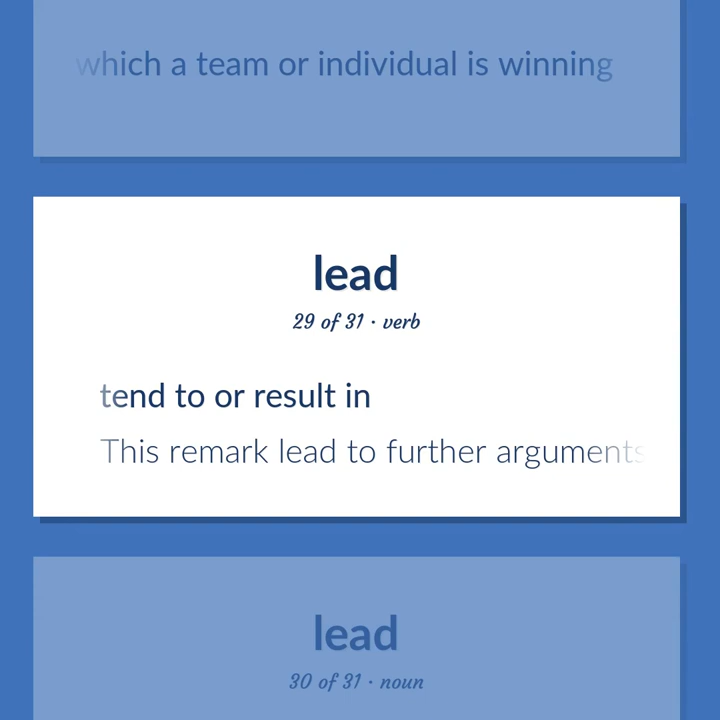 which a team or individual is winning
lead
29 of 31 · verb
tend to or result in
This remark lead to further arguments
lead
30 of 31 · noun